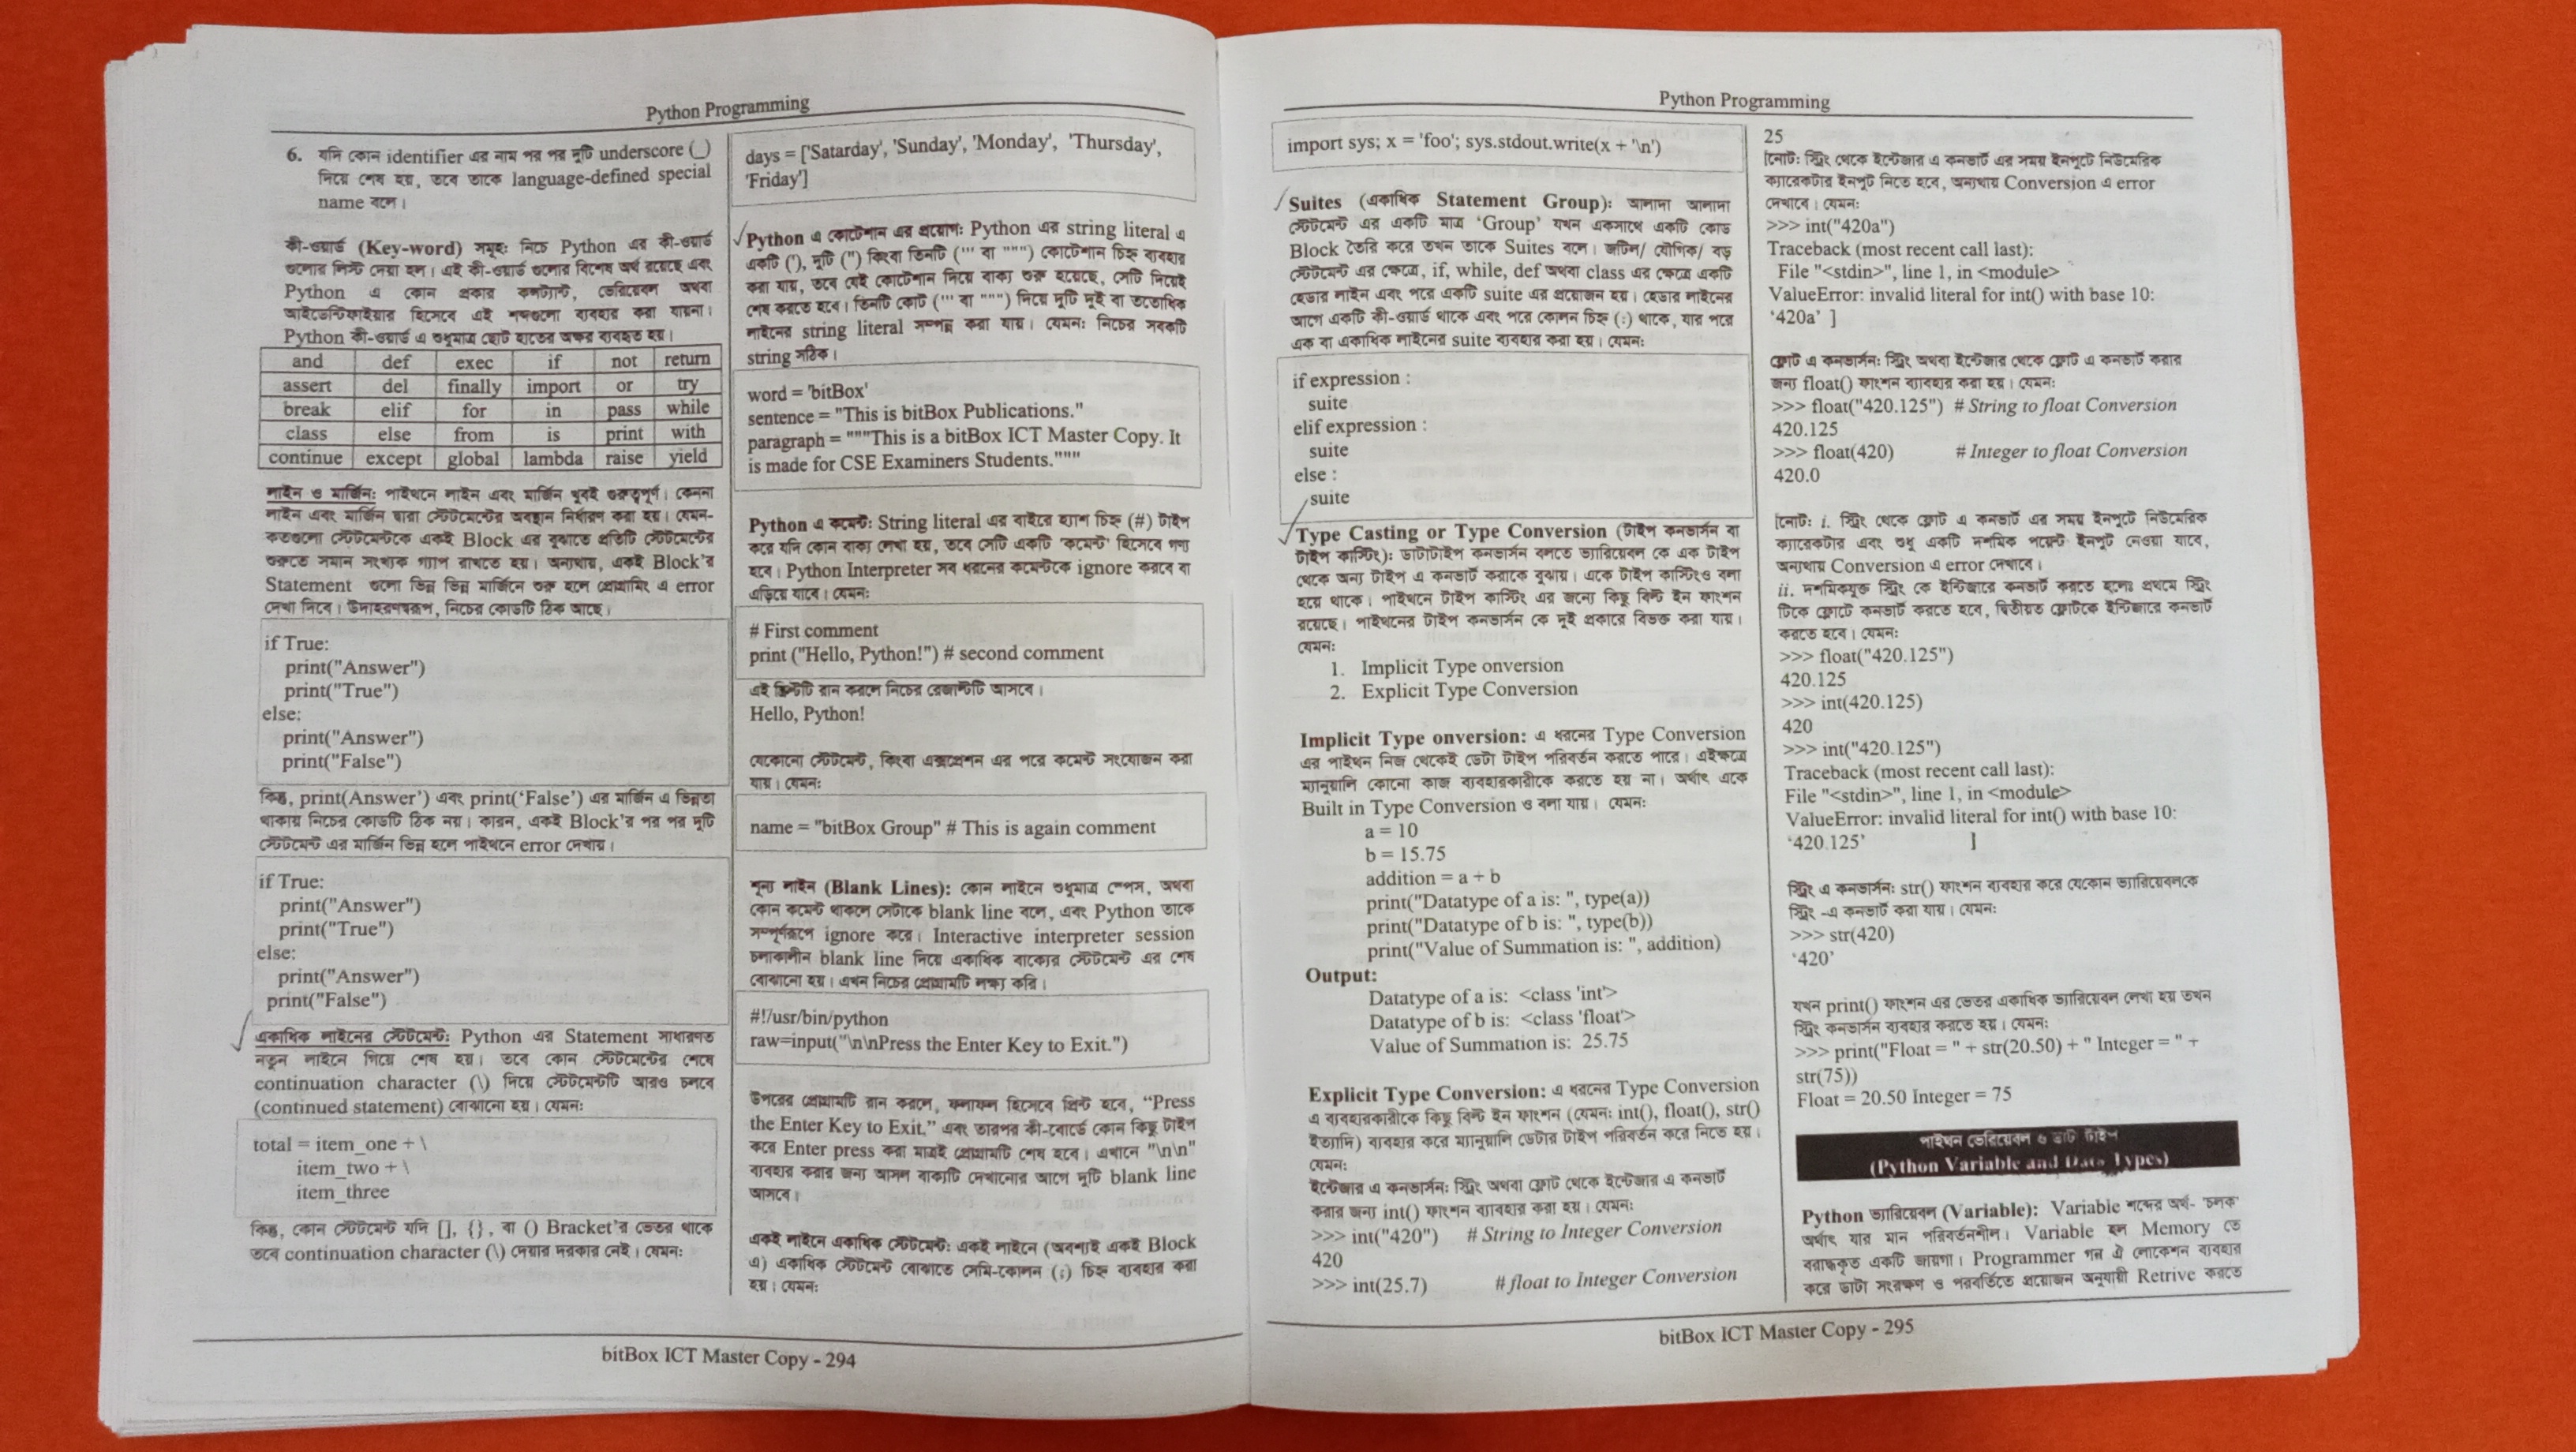 Python Programming
6. যদি কোন identifier এর নাম পর পর দুটি underscore (_)
দিয়ে শেষ হয়, তবে তাকে language-defined special
name বলে।
কী-ওয়ার্ড (Key-word) সমূহ: নিচে Python এর কী-ওয়ার্ড
গুলোর লিস্ট দেয়া হল। এই কী-ওয়ার্ড গুলোর বিশেষ অর্থ রয়েছে এবং
Python এ কোন প্রকার কনস্ট্যান্ট, ভেরিয়েবল অথবা
আইডেন্টিফাইয়ার হিসেবে এই শব্দগুলো ব্যবহার করা যায়না।
Python কী-ওয়ার্ড এ শুধুমাত্র ছোট হাতের অক্ষর ব্যবহৃত হয়।
and def exec if not return
assert del finally import or try
break elif for in pass while
class else from is print with
continue except global lambda raise yield
লাইন ও মার্জিন: পাইথনে লাইন এবং মার্জিন খুবই গুরুত্বপূর্ণ। কেননা
লাইন এবং মার্জিন দ্বারা স্টেটমেন্টের অবস্থান নির্ধারণ করা হয়। যেমন-
কতগুলো স্টেটমেন্টকে একই Block এর বুঝাতে প্রতিটি স্টেটমেন্টের
শুরুতে সমান সংখ্যক গ্যাপ রাখতে হয়। অন্যথায়, একই Block'র
Statement গুলো ভিন্ন ভিন্ন মার্জিনে শুরু হলে প্রোগ্রামিং এ error
দেখা দিবে। উদাহরণস্বরূপ, নিচের কোডটি ঠিক আছে।
if True:
print("Answer")
print("True")
else:
print("Answer")
print("False")
কিন্তু, print(Answer') এবং print('False') এর মার্জিন এ ভিন্নতা
থাকায় নিচের কোডটি ঠিক নয়। কারন, একই Block'র পর পর দুটি
স্টেটমেন্ট এর মার্জিন ভিন্ন হলে পাইথনে error দেখায়।
if True:
print("Answer")
print("True")
else:
print("Answer")
print("False")
একাধিক লাইনের স্টেটমেন্ট: Python এর Statement সাধারণত
নতুন লাইনে গিয়ে শেষ হয়। তবে কোন স্টেটমেন্টের শেষে
continuation character (\) দিয়ে স্টেটমেন্টটি আরও চলবে
(continued statement) বোঝানো হয়। যেমন:
total = item_one + \
item_two + \
item_three
কিন্তু, কোন স্টেটমেন্ট যদি [], {}, বা () Bracket'র ভেতর থাকে
তবে continuation character (\) দেয়ার দরকার নেই। যেমন:
days = ['Satarday', 'Sunday', 'Monday', 'Thursday',
'Friday']
Python এ কোটেশান এর প্রয়োগ: Python এর string literal এ
একটি ('), দুটি (") কিংবা তিনটি (''' বা """) কোটেশান চিহ্ন ব্যবহার
করা যায়, তবে যেই কোটেশান দিয়ে বাক্য শুরু হয়েছে, সেটি দিয়েই
শেষ করতে হবে। তিনটি কোট (''' বা """) দিয়ে দুটি দুই বা ততোধিক
লাইনের string literal সম্পন্ন করা যায়। যেমন: নিচের সবকটি
string সঠিক।
word = 'bitBox'
sentence = "This is bitBox Publications."
paragraph = """This is a bitBox ICT Master Copy. It
is made for CSE Examiners Students."""
Python এ কমেন্ট: String literal এর বাইরে হ্যাশ চিহ্ন (#) টাইপ
করে যদি কোন বাক্য লেখা হয়, তবে সেটি একটি 'কমেন্ট' হিসেবে গণ্য
হবে। Python Interpreter সব ধরনের কমেন্টকে ignore করবে বা
এড়িয়ে যাবে। যেমন:
# First comment
print ("Hello, Python!") # second comment
এই স্ক্রিপ্টটি রান করলে নিচের রেজাল্টটি আসবে।
Hello, Python!
যেকোনো স্টেটমেন্ট, কিংবা এক্সপ্রেশন এর পরে কমেন্ট সংযোজন করা
যায়। যেমন:
name = "bitBox Group" # This is again comment
শূন্য লাইন (Blank Lines): কোন লাইনে শুধুমাত্র স্পেস, অথবা
কোন কমেন্ট থাকলে সেটাকে blank line বলে, এবং Python তাকে
সম্পূর্ণরূপে ignore করে। Interactive interpreter session
চলাকালীন blank line দিয়ে একাধিক বাক্যের স্টেটমেন্ট এর শেষ
বোঝানো হয়। এখন নিচের প্রোগ্রামটি লক্ষ্য করি।
#!/usr/bin/python
raw=input("\n\nPress the Enter Key to Exit.")
উপরের প্রোগ্রামটি রান করলে, ফলাফল হিসেবে প্রিন্ট হবে, "Press
the Enter Key to Exit," এবং তারপর কী-বোর্ডে কোন কিছু টাইপ
করে Enter press করা মাত্রই প্রোগ্রামটি শেষ হবে। এখানে "\n\n"
ব্যবহার করার জন্য আসল বাক্যটি দেখানোর আগে দুটি blank line
আসবে।
একই লাইনে একাধিক স্টেটমেন্ট: একই লাইনে (অবশ্যই একই Block
এ) একাধিক স্টেটমেন্ট বোঝাতে সেমি-কোলন (;) চিহ্ন ব্যবহার করা
হয়। যেমন:
bitBox ICT Master Copy - 294
Python Programming
import sys; x = 'foo'; sys.stdout.write(x + '\n')
Suites (একাধিক Statement Group): আলাদা আলাদা
স্টেটমেন্ট এর একটি মাত্র 'Group' যখন একসাথে একটি কোড
Block তৈরি করে তখন তাকে Suites বলে। জটিল/ যৌগিক/ বড়
স্টেটমেন্ট এর ক্ষেত্রে, if, while, def অথবা class এর ক্ষেত্রে একটি
হেডার লাইন এবং পরে একটি suite এর প্রয়োজন হয়। হেডার লাইনের
আগে একটি কী-ওয়ার্ড থাকে এবং পরে কোলন চিহ্ন (:) থাকে, যার পরে
এক বা একাধিক লাইনের suite ব্যবহার করা হয়। যেমন:
if expression :
suite
elif expression :
suite
else :
suite
Type Casting or Type Conversion (টাইপ কনভার্সন বা
টাইপ কাস্টিং): ডাটাটাইপ কনভার্সন বলতে ভ্যারিয়েবল কে এক টাইপ
থেকে অন্য টাইপ এ কনভার্ট করাকে বুঝায়। একে টাইপ কাস্টিংও বলা
হয়ে থাকে। পাইথনে টাইপ কাস্টিং এর জন্যে কিছু বিল্ট ইন ফাংশন
রয়েছে। পাইথনের টাইপ কনভার্সন কে দুই প্রকারে বিভক্ত করা যায়।
যেমন:
1. Implicit Type onversion
2. Explicit Type Conversion
Implicit Type onversion: এ ধরনের Type Conversion
এর পাইথন নিজ থেকেই ডেটা টাইপ পরিবর্তন করতে পারে। এইক্ষত্রে
ম্যানুয়ালি কোনো কাজ ব্যবহারকারীকে করতে হয় না। অর্থাৎ একে
Built in Type Conversion ও বলা যায়। যেমন:
a = 10
b = 15.75
addition = a + b
print("Datatype of a is: ", type(a))
print("Datatype of b is: ", type(b))
print("Value of Summation is: ", addition)
Output:
Datatype of a is: <class 'int'>
Datatype of b is: <class 'float'>
Value of Summation is: 25.75
Explicit Type Conversion: এ ধরনের Type Conversion
এ ব্যবহারকারীকে কিছু বিল্ট ইন ফাংশন (যেমন: int(), float(), str()
ইত্যাদি) ব্যবহার করে ম্যানুয়ালি ডেটার টাইপ পরিবর্তন করে নিতে হয়।
যেমন:
ইন্টেজার এ কনভার্সন: স্ট্রিং অথবা ফ্লোট থেকে ইন্টেজার এ কনভার্ট
করার জন্য int() ফাংশন ব্যাবহার করা হয়। যেমন:
>>> int("420") # String to Integer Conversion
420
>>> int(25.7) # float to Integer Conversion
25
[নোট: স্ট্রিং থেকে ইন্টেজার এ কনভার্ট এর সময় ইনপুটে নিউমেরিক
ক্যারেকটার ইনপুট নিতে হবে, অন্যথায় Conversion এ error
দেখাবে। যেমন:
>>> int("420a")
Traceback (most recent call last):
File "<stdin>", line 1, in <module>
ValueError: invalid literal for int() with base 10:
‘420a’ ]
ফ্লোট এ কনভার্সন: স্ট্রিং অথবা ইন্টেজার থেকে ফ্লোট এ কনভার্ট করার
জন্য float() ফাংশন ব্যাবহার করা হয়। যেমন:
>>> float("420.125") # String to float Conversion
420.125
>>> float(420) # Integer to float Conversion
420.0
[নোট: i. স্ট্রিং থেকে ফ্লোট এ কনভার্ট এর সময় ইনপুটে নিউমেরিক
ক্যারেকটার এবং শুধু একটি দশমিক পয়েন্ট ইনপুট নেওয়া যাবে,
অন্যথায় Conversion এ error দেখাবে।
ii. দশমিকযুক্ত স্ট্রিং কে ইন্টিজারে কনভার্ট করতে হলেঃ প্রথমে স্ট্রিং
টিকে ফ্লোটে কনভার্ট করতে হবে, দ্বিতীয়ত ফ্লোটকে ইন্টিজারে কনভার্ট
করতে হবে। যেমন:
>>> float("420.125")
420.125
>>> int(420.125)
420
>>> int("420.125")
Traceback (most recent call last):
File "<stdin>", line 1, in <module>
ValueError: invalid literal for int() with base 10:
‘420.125’ ]
স্ট্রিং এ কনভার্সন: str() ফাংশন ব্যবহার করে যেকোন ভ্যারিয়েবলকে
স্ট্রিং -এ কনভার্ট করা যায়। যেমন:
>>> str(420)
‘420’
যখন print() ফাংশন এর ভেতর একাধিক ভ্যারিয়েবল লেখা হয় তখন
স্ট্রিং কনভার্সন ব্যবহার করতে হয়। যেমন:
>>> print("Float = " + str(20.50) + " Integer = " +
str(75))
Float = 20.50 Integer = 75
পাইথন ভেরিয়েবল ও ডাটা টাইপ
(Python Variable and Data Types)
Python ভ্যারিয়েবল (Variable): Variable শব্দের অর্থ- 'চলক'
অর্থাৎ যার মান পরিবর্তনশীল। Variable হল Memory তে
বরাদ্ধকৃত একটি জায়গা। Programmer গন ঐ লোকেশন ব্যবহার
করে ডাটা সংরক্ষণ ও পরবর্তিতে প্রয়োজন অনুযায়ী Retrive করতে
bitBox ICT Master Copy - 295